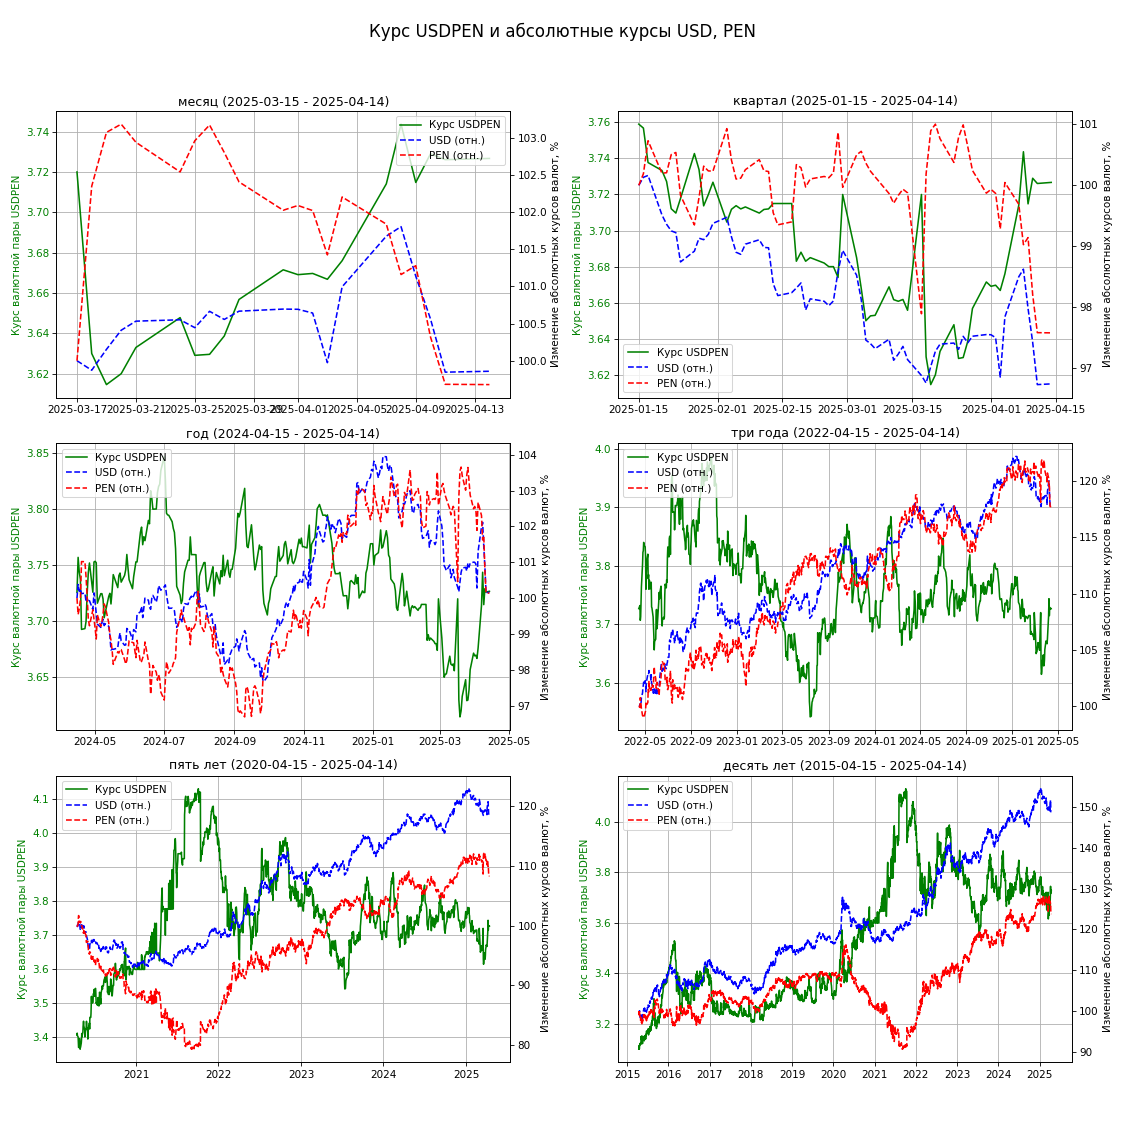 Курс USDPEN и абсолютные курсы USD, PEN
месяц (2025-03-15 - 2025-04-14)
Курс валютной пары USDPEN
3.74
3.72
3.70
3.68
3.66
3.64
3.62
Курс USDPEN
USD (отн.)
PEN (отн.)
103.0
102.5
102.0
101.5
101.0
100.5
100.0
Изменение абсолютных курсов валют, %
2025-03-17 2025-03-21 2025-03-25 2025-03-29 2025-04-01 2025-04-05 2025-04-09 2025-04-13
квартал (2025-01-15 - 2025-04-14)
Курс валютной пары USDPEN
3.76
3.74
3.72
3.70
3.68
3.66
3.64
3.62
Курс USDPEN
USD (отн.)
PEN (отн.)
101
100
99
98
97
Изменение абсолютных курсов валют, %
2025-01-15 2025-02-01 2025-02-15 2025-03-01 2025-03-15 2025-04-01 2025-04-15
год (2024-04-15 - 2025-04-14)
Курс валютной пары USDPEN
3.85
3.80
3.75
3.70
3.65
Курс USDPEN
USD (отн.)
PEN (отн.)
104
103
102
101
100
99
98
97
Изменение абсолютных курсов валют, %
2024-05 2024-07 2024-09 2024-11 2025-01 2025-03 2025-05
три года (2022-04-15 - 2025-04-14)
Курс валютной пары USDPEN
4.0
3.9
3.8
3.7
3.6
Курс USDPEN
USD (отн.)
PEN (отн.)
120
115
110
105
100
Изменение абсолютных курсов валют, %
2022-05 2022-09 2023-01 2023-05 2023-09 2024-01 2024-05 2024-09 2025-01 2025-05
пять лет (2020-04-15 - 2025-04-14)
Курс валютной пары USDPEN
4.1
4.0
3.9
3.8
3.7
3.6
3.5
3.4
Курс USDPEN
USD (отн.)
PEN (отн.)
120
110
100
90
80
Изменение абсолютных курсов валют, %
2021 2022 2023 2024 2025
десять лет (2015-04-15 - 2025-04-14)
Курс валютной пары USDPEN
4.0
3.8
3.6
3.4
3.2
Курс USDPEN
USD (отн.)
PEN (отн.)
150
140
130
120
110
100
90
Изменение абсолютных курсов валют, %
2015 2016 2017 2018 2019 2020 2021 2022 2023 2024 2025